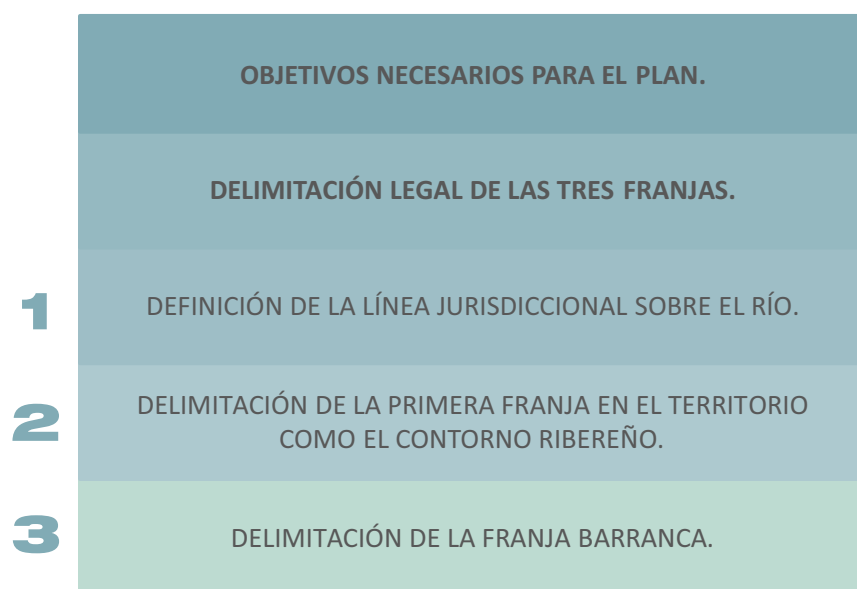 OBJETIVOS NECESARIOS PARA EL PLAN.
DELIMITACIÓN LEGAL DE LAS TRES FRANJAS.
1 DEFINICIÓN DE LA LÍNEA JURISDICCIONAL SOBRE EL RÍO.
2 DELIMITACIÓN DE LA PRIMERA FRANJA EN EL TERRITORIO
COMO EL CONTORNO RIBEREÑO.
3 DELIMITACIÓN DE LA FRANJA BARRANCA.